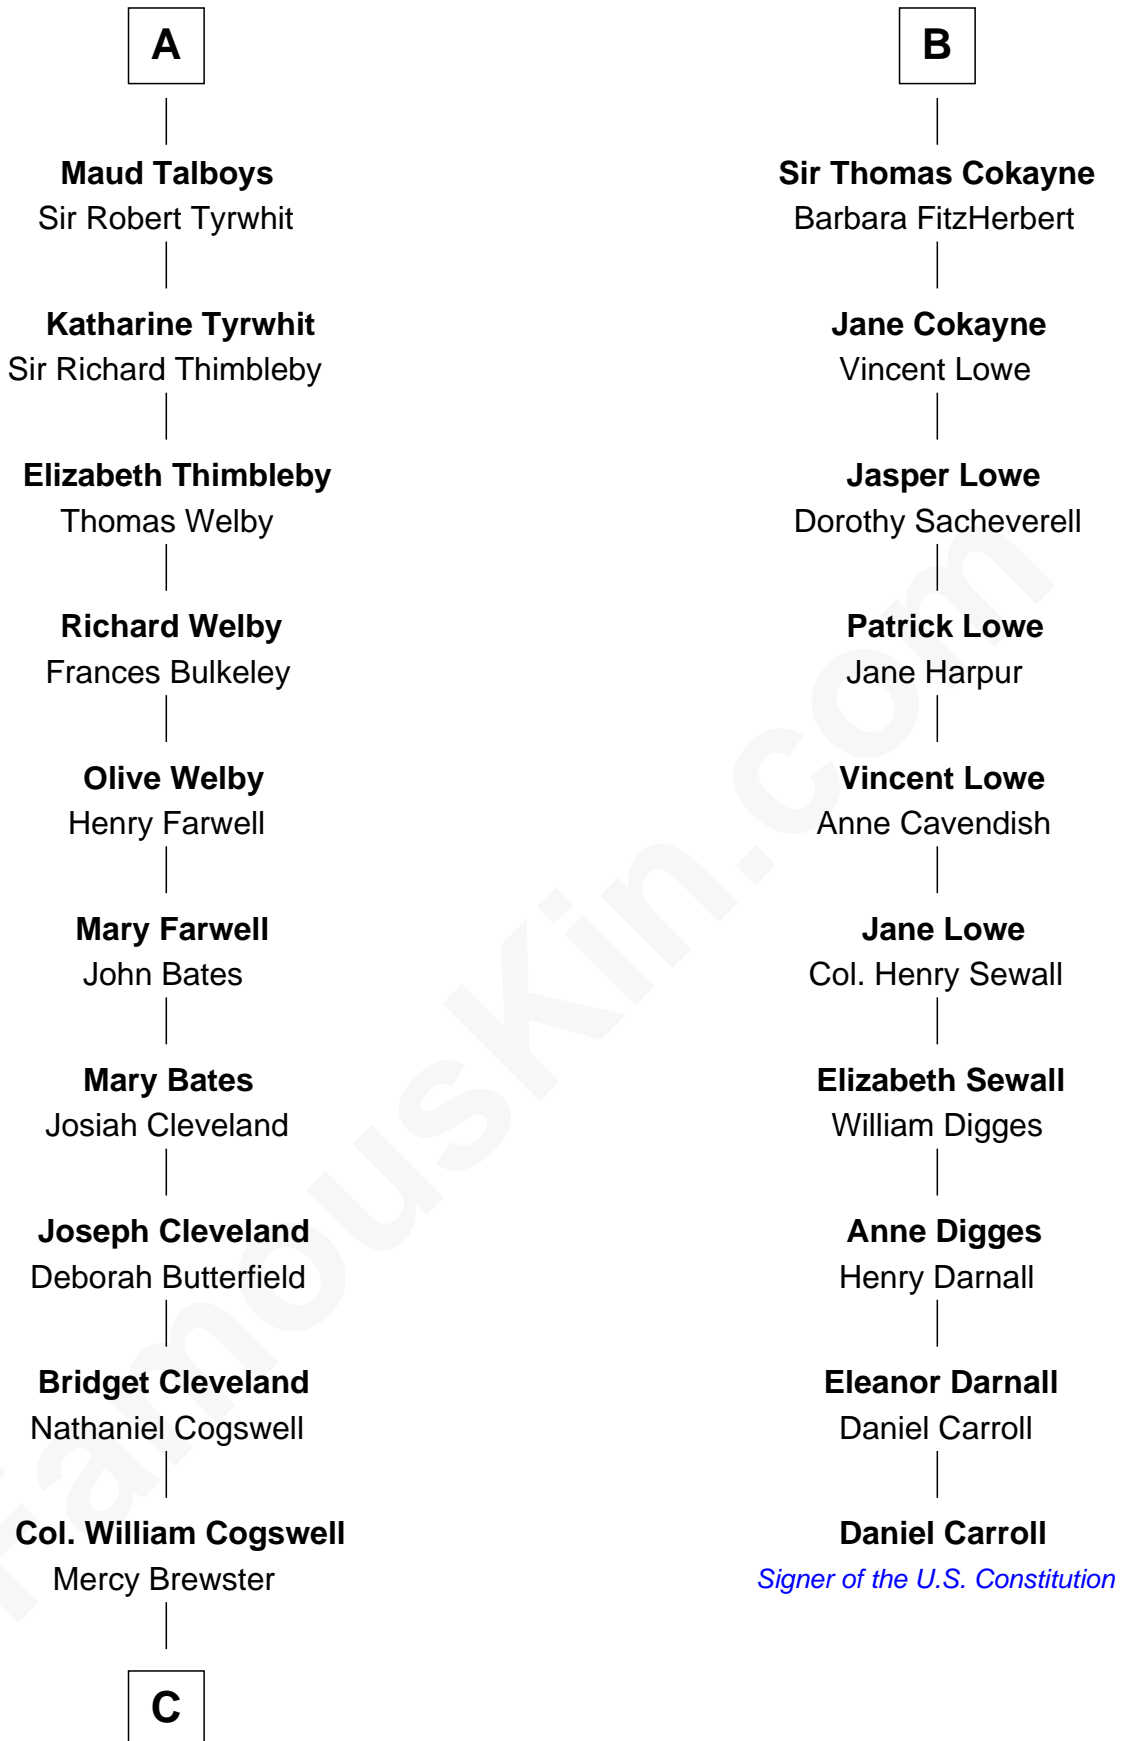 A
Maud Talboys
Sir Robert Tyrwhit
Katharine Tyrwhit
Sir Richard Thimbleby
Elizabeth Thimbleby
Thomas Welby
Richard Welby
Frances Bulkeley
Olive Welby
Henry Farwell
Mary Farwell
John Bates
Mary Bates
Josiah Cleveland
Joseph Cleveland
Deborah Butterfield
Bridget Cleveland
Nathaniel Cogswell
Col. William Cogswell
Mercy Brewster
C
B
Sir Thomas Cokayne
Barbara FitzHerbert
Jane Cokayne
Vincent Lowe
Jasper Lowe
Dorothy Sacheverell
Patrick Lowe
Jane Harpur
Vincent Lowe
Anne Cavendish
Jane Lowe
Col. Henry Sewall
Elizabeth Sewall
William Digges
Anne Digges
Henry Darnall
Eleanor Darnall
Daniel Carroll
Daniel Carroll
Signer of the U.S. Constitution
FamousKin.com